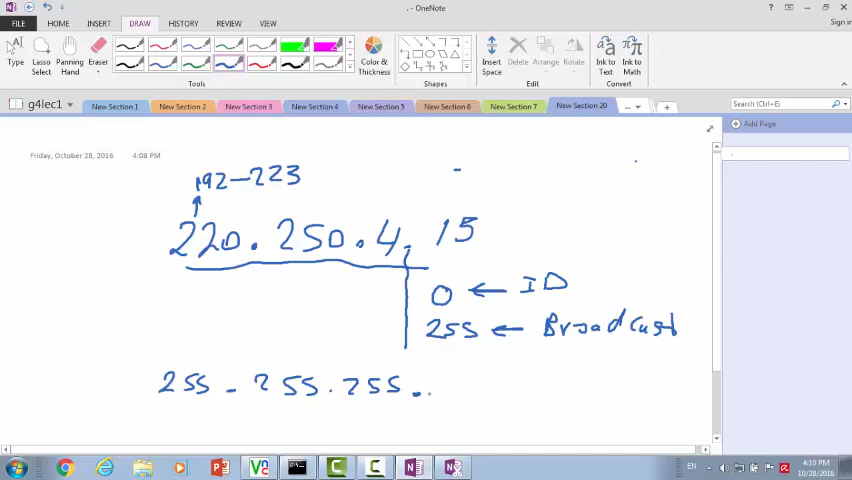 . - OneNote
Sign in
FILE HOME INSERT DRAW HISTORY REVIEW VIEW
Type Lasso Select Panning Hand Eraser Color & Thickness Insert Space Delete Arrange Rotate Ink to Text Ink to Math
Tools Shapes Edit Convert
g4lec1 New Section 1 New Section 2 New Section 3 New Section 4 New Section 5 New Section 6 New Section 7 New Section 20 ... + Search (Ctrl+E)
Add Page
Friday, October 28, 2016 4:08 PM
192-223
220.250.4.15
0 ← ID
255 ← Broadcast
255.255.255.
EN 4:10 PM
10/28/2016